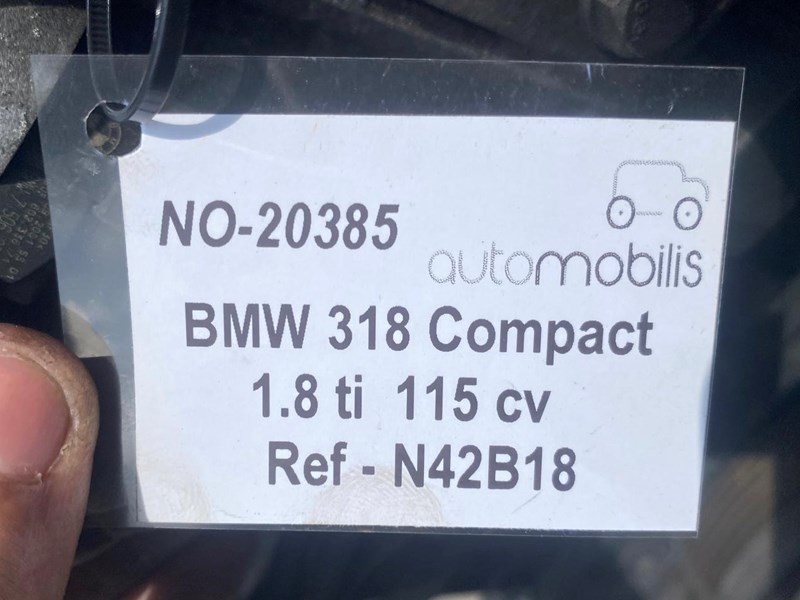 NO-20385
automobilis
BMW 318 Compact
1.8 ti 115 cv
Ref - N42B18